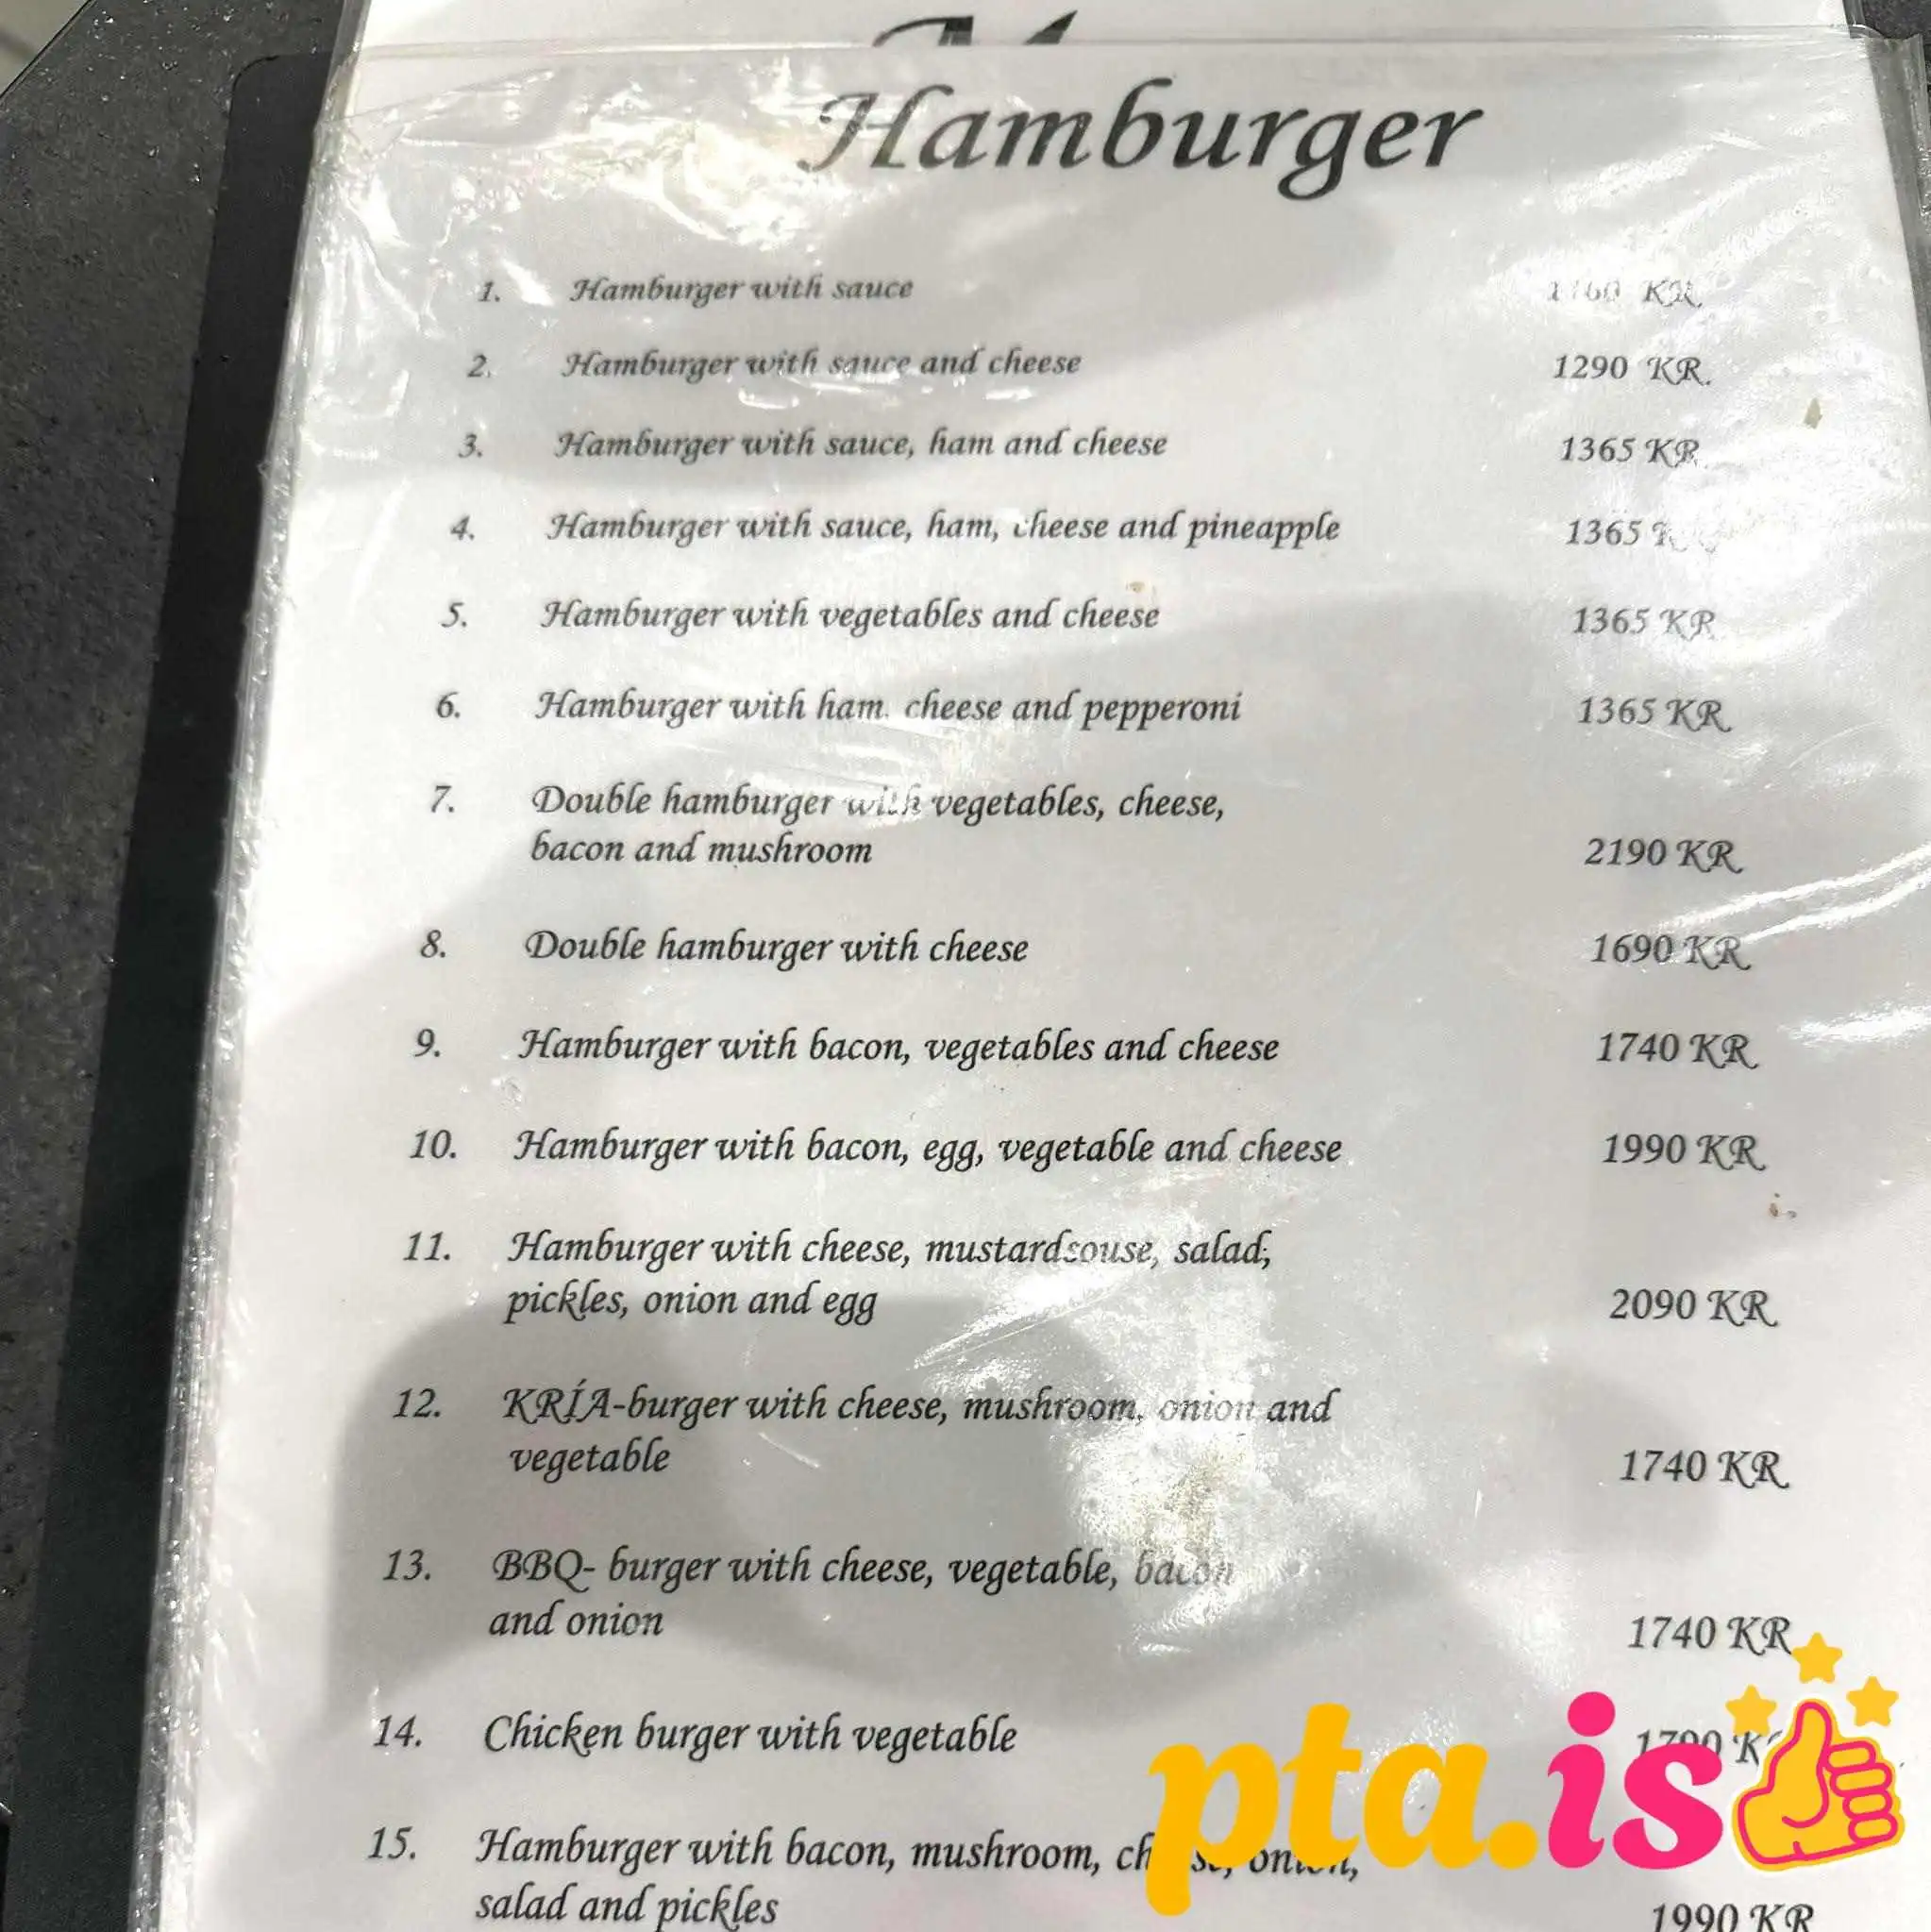 Hamburger
1. Hamburger with sauce 1160 KR.
2. Hamburger with sauce and cheese 1290 KR.
3. Hamburger with sauce, ham and cheese 1365 KR.
4. Hamburger with sauce, ham, cheese and pineapple 1365
5. Hamburger with vegetables and cheese 1365 KR.
6. Hamburger with ham, cheese and pepperoni 1365 KR.
7. Double hamburger with vegetables, cheese,
bacon and mushroom 2190 KR.
8. Double hamburger with cheese 1690 KR.
9. Hamburger with bacon, vegetables and cheese 1740 KR.
10. Hamburger with bacon, egg, vegetable and cheese 1990 KR.
11. Hamburger with cheese, mustardsouse, salad,
pickles, onion and egg 2090 KR.
12. KRÍA-burger with cheese, mushroom, onion and
vegetable 1740 KR.
13. BBQ- burger with cheese, vegetable, bacon
and onion 1740 KR.
14. Chicken burger with vegetable
pta.is
15. Hamburger with bacon, mushroom, cheese, onion,
salad and pickles 1990 KR